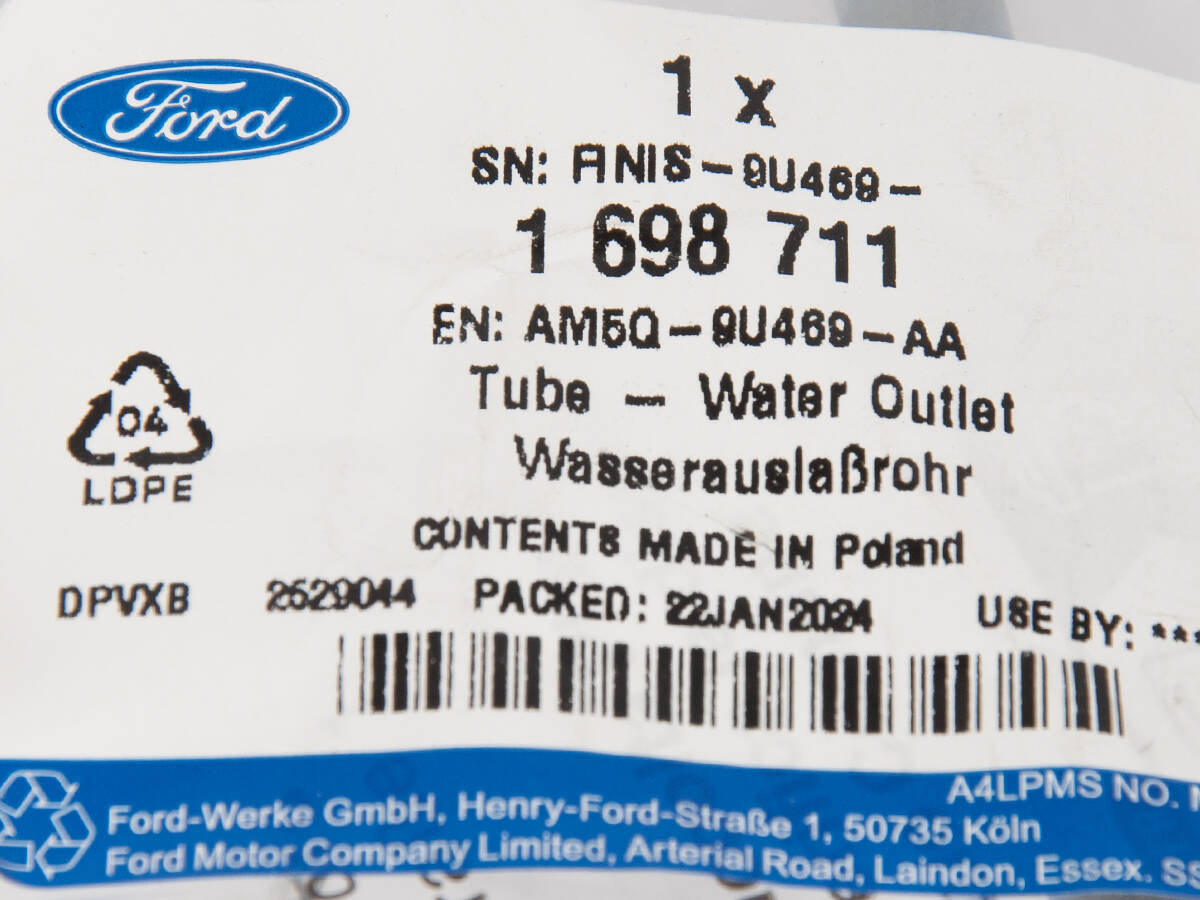 Ford
1 x
SN: FINIS-9U469-
1 698 711
EN: AM5Q-9U469-AA
Tube - Water Outlet
Wasserauslaßrohr
04
LDPE
CONTENTS MADE IN Poland
DPVXB 2529044 PACKED: 22JAN2024 USE BY: ***
A4LPMS NO.
Ford-Werke GmbH, Henry-Ford-Straße 1, 50735 Köln
Ford Motor Company Limited, Arterial Road, Laindon, Essex.